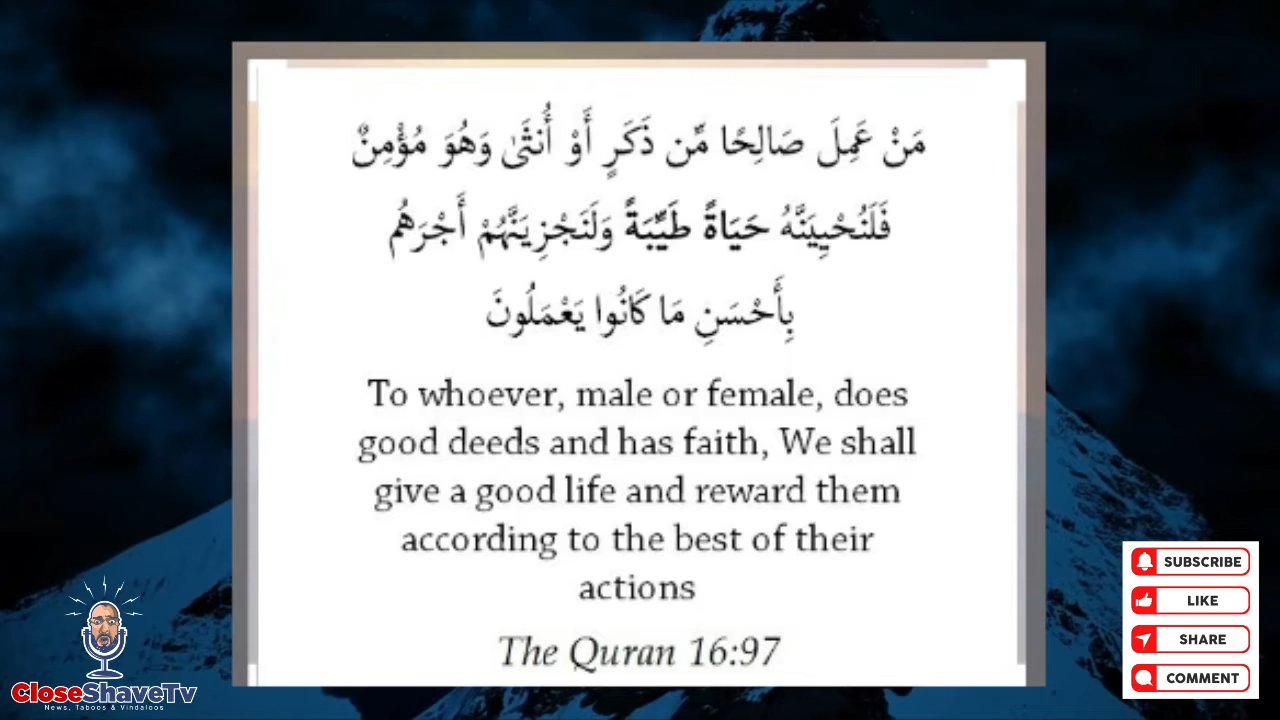 مَنْ عَمِلَ صَالِحًا مِّن ذَكَرٍ أَوْ أُنثَىٰ وَهُوَ مُؤْمِنٌ
فَلَنُحْيِيَنَّهُ حَيَاةً طَيِّبَةً وَلَنَجْزِيَنَّهُمْ أَجْرَهُم
بِأَحْسَنِ مَا كَانُوا يَعْمَلُونَ
To whoever, male or female, does
good deeds and has faith, We shall
give a good life and reward them
according to the best of their
actions
The Quran 16:97
CloseShaveTv
News, Taboos & Vindaloos
SUBSCRIBE
LIKE
SHARE
COMMENT